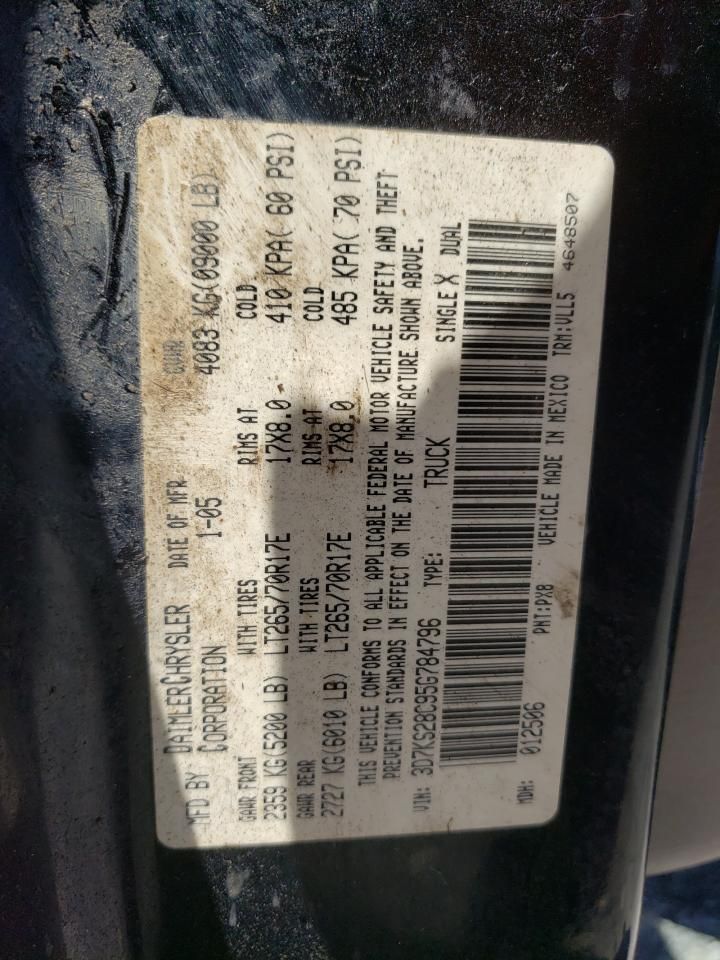 MFD BY DAIMLERCHRYSLER DATE OF MFR GVWR
CORPORATION 1-05 4083 KG(09000 LB)
GAWR FRONT WITH TIRES RIMS AT COLD
2359 KG(5200 LB) LT265/70R17E 17X8.0 410 KPA( 60 PSI)
GAWR REAR WITH TIRES RIMS AT COLD
2727 KG(6010 LB) LT265/70R17E 17X8.0 485 KPA( 70 PSI)
THIS VEHICLE CONFORMS TO ALL APPLICABLE FEDERAL MOTOR VEHICLE SAFETY AND THEFT
PREVENTION STANDARDS IN EFFECT ON THE DATE OF MANUFACTURE SHOWN ABOVE.
VIN: 3D7KS28C95G784796 TYPE: TRUCK SINGLE X DUAL
MDH: 012506 PNT:PX8 VEHICLE MADE IN MEXICO TRM:VLL5 4648507